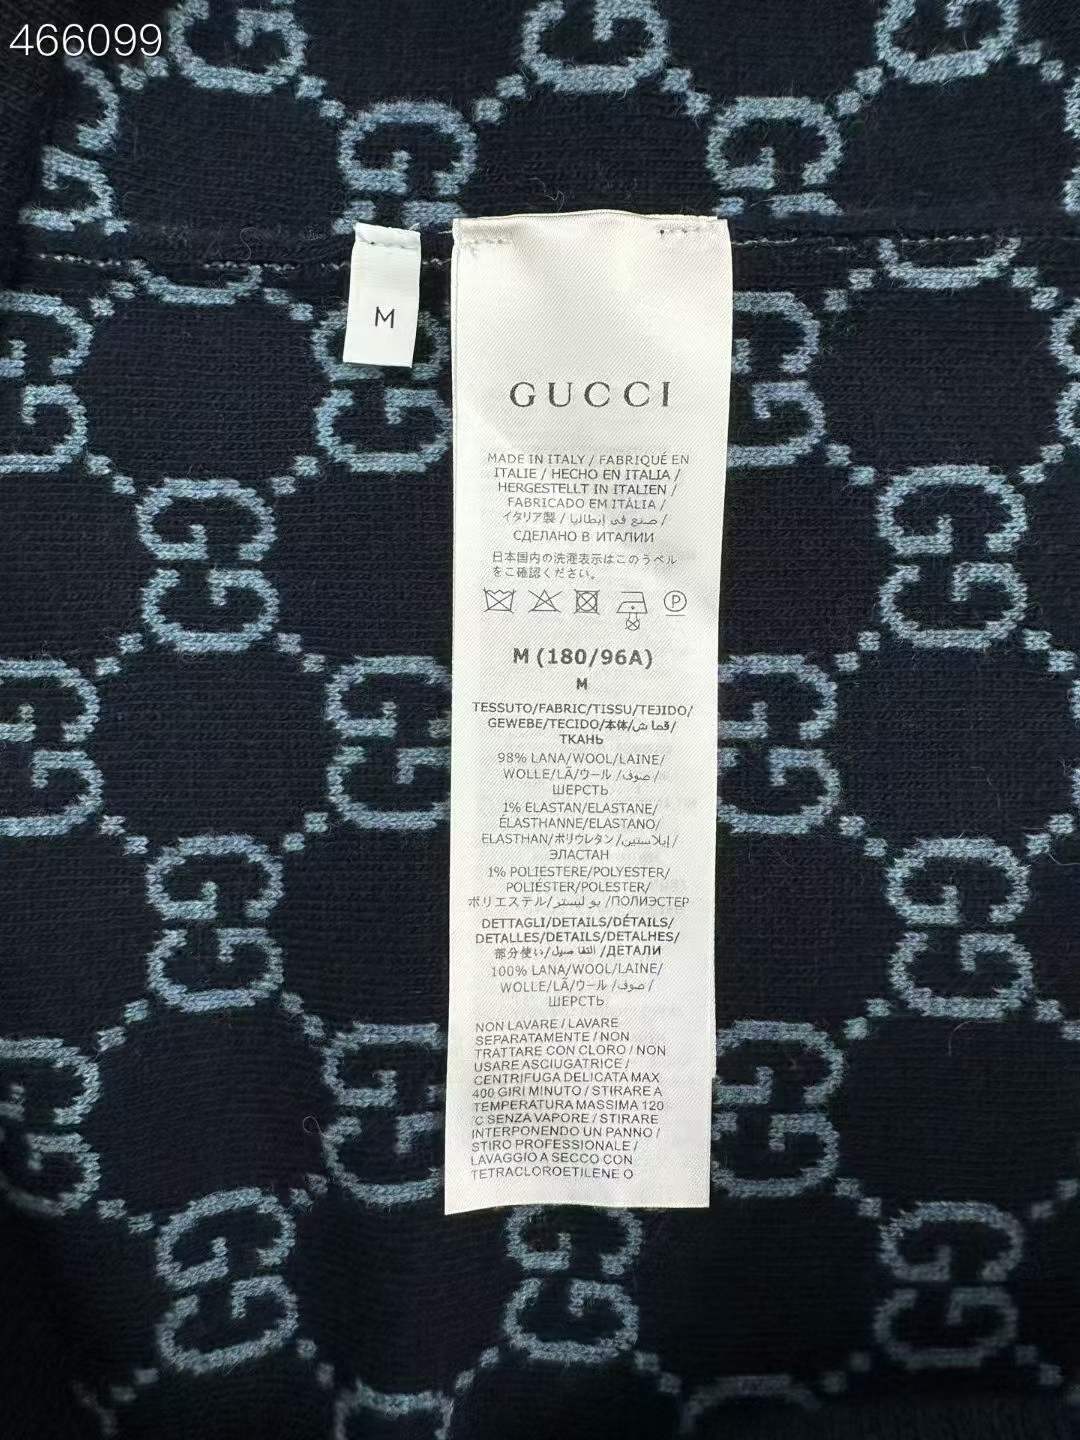 466099
M
GUCCI
MADE IN ITALY / FABRIQUÉ EN
ITALIE / HECHO EN ITALIA /
HERGESTELLT IN ITALIEN /
FABRICADO EM ITÁLIA /
イタリア製 / صنع في إيطاليا /
СДЕЛАНО В ИТАЛИИ
日本国内の洗濯表示はこのラベル
をご確認ください。
P
M (180/96A)
M
TESSUTO/FABRIC/TISSU/TEJIDO/
GEWEBE/TECIDO/本体/قماش/
ТКАНЬ
98% LANA/WOOL/LAINE/
WOLLE/LÃ/ウール /صوف/
ШЕРСТЬ
1% ELASTAN/ELASTANE/
ÉLASTHANNE/ELASTANO/
ELASTHAN/ポリウレタン/إيلاستين/
ЭЛАСТАН
1% POLIESTERE/POLYESTER/
POLIÉSTER/POLESTER/
ポリエステル/بوليستر/ПОЛИЭСТЕР
DETTAGLI/DETAILS/DÉTAILS/
DETALLES/DETAILS/DETALHES/
部分使い/التفاصيل/ДЕТАЛИ
100% LANA/WOOL/LAINE/
WOLLE/LÃ/ウール /صوف/
ШЕРСТЬ
NON LAVARE / LAVARE
SEPARATAMENTE / NON
TRATTARE CON CLORO / NON
USARE ASCIUGATRICE /
CENTRIFUGA DELICATA MAX
400 GIRI MINUTO / STIRARE A
TEMPERATURA MASSIMA 120
°C SENZA VAPORE / STIRARE
INTERPONENDO UN PANNO /
STIRO PROFESSIONALE /
LAVAGGIO A SECCO CON
TETRACLOROETILENE O